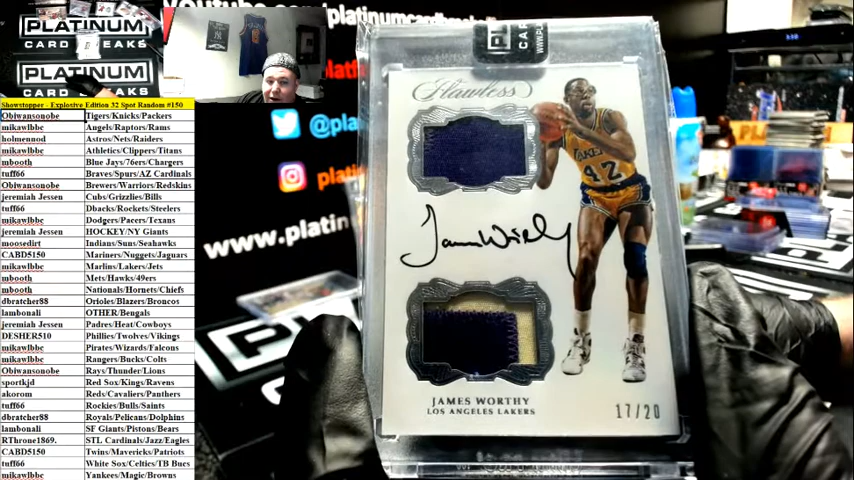 PLATINUM
CARD BREAKS
PLATINUM
CARD BREAKS
Showstopper - Explosive Edition 32 Spot Random #150
Obiwansonobe Tigers/Knicks/Packers
mikawlbbc Angels/Raptors/Rams
holmennod Astros/Nets/Raiders
mikawlbbc Athletics/Clippers/Titans
mbooth Blue Jays/76ers/Chargers
tuff66 Braves/Spurs/AZ Cardinals
Obiwansonobe Brewers/Warriors/Redskins
jeremiah Jessen Cubs/Grizzlies/Bills
tuff66 Dbacks/Rockets/Steelers
mikawlbbc Dodgers/Pacers/Texans
jeremiah Jessen HOCKEY/NY Giants
moosedirt Indians/Suns/Seahawks
CABD5150 Mariners/Nuggets/Jaguars
mikawlbbc Marlins/Lakers/Jets
mbooth Mets/Hawks/49ers
mbooth Nationals/Hornets/Chiefs
dbratcher88 Orioles/Blazers/Broncos
lambonali OTHER/Bengals
jeremiah Jessen Padres/Heat/Cowboys
DESHER510 Phillies/Twolves/Vikings
mikawlbbc Pirates/Wizards/Falcons
mikawlbbc Rangers/Bucks/Colts
Obiwansonobe Rays/Thunder/Lions
sportkjd Red Sox/Kings/Ravens
akorom Reds/Cavaliers/Panthers
tuff66 Rockies/Bulls/Saints
dbratcher88 Royals/Pelicans/Dolphins
lambonali SF Giants/Pistons/Bears
RThrone1869. STL Cardinals/Jazz/Eagles
CABD5150 Twins/Mavericks/Patriots
tuff66 White Sox/Celtics/TB Bucs
mikawlbbc Yankees/Magic/Browns
youtube.com/platinumcardbreaks
@pla
www.platin
Flawless
42
James Worthy
JAMES WORTHY
LOS ANGELES LAKERS
17/20